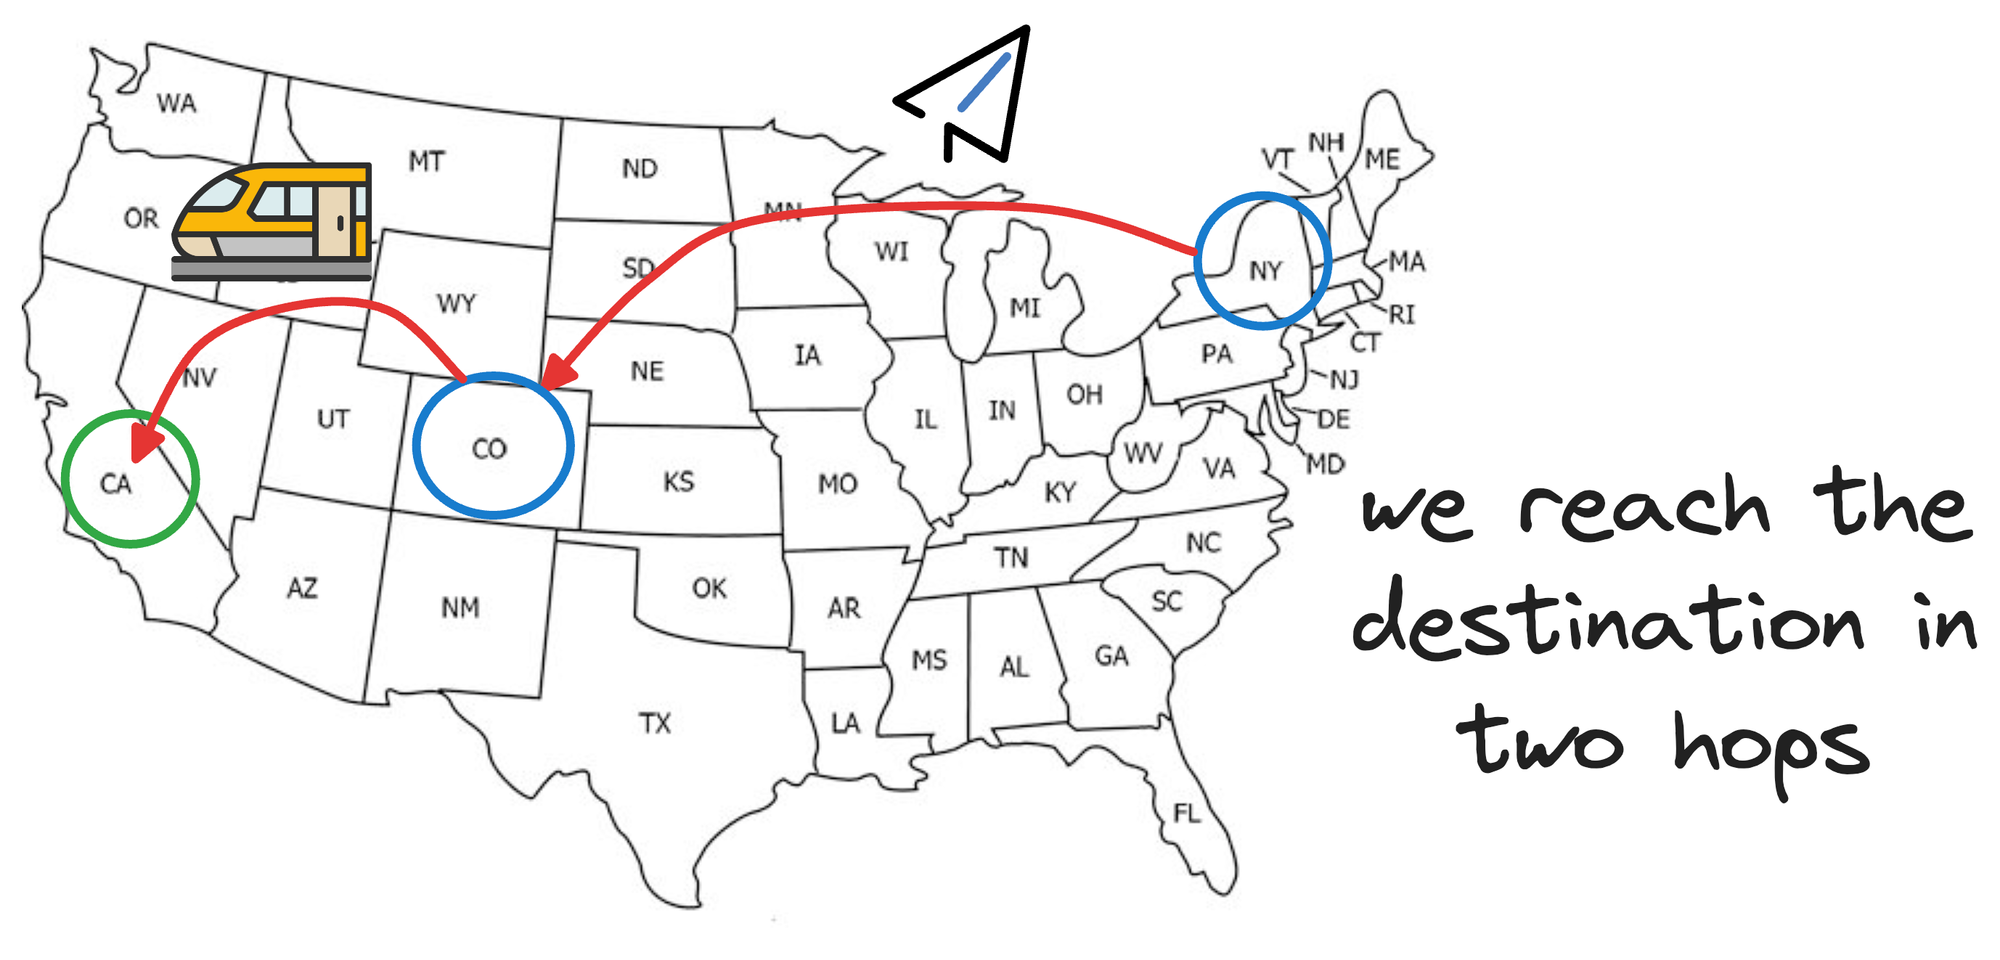 WA
MT
ND
MN
OR
SD
WI
MI
VT
NH
ME
NY
MA
RI
CT
WY
NV
UT
CO
CA
NE
IA
IL
IN
OH
PA
NJ
DE
MD
WV
VA
KS
MO
KY
AZ
NM
OK
AR
TN
NC
SC
MS
AL
GA
TX
LA
FL
we reach the
destination in
two hops